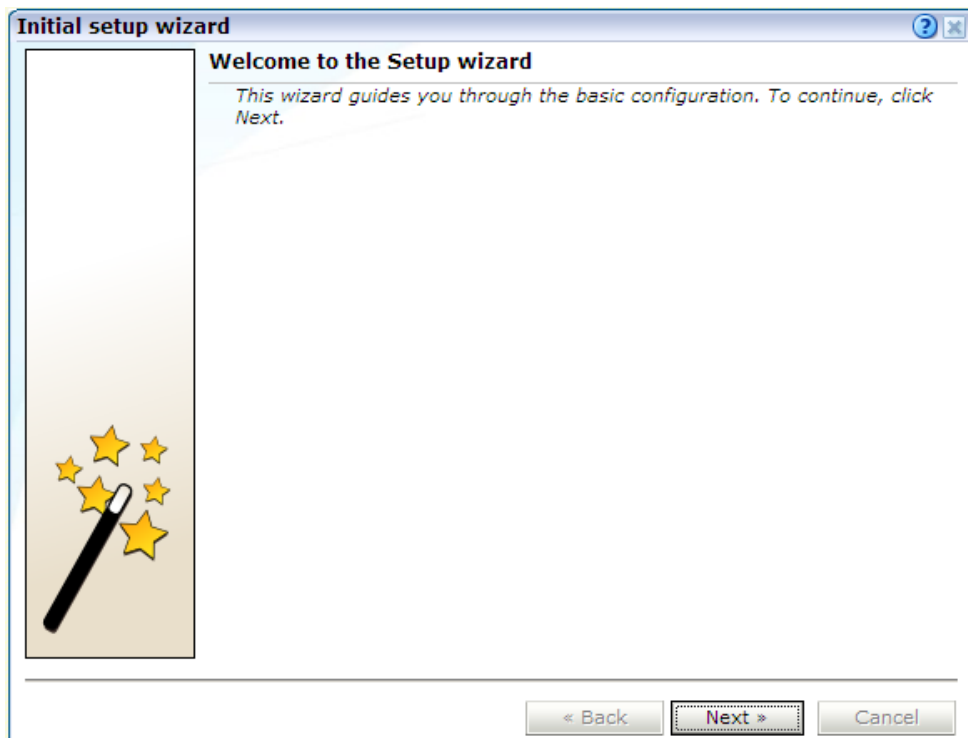 Initial setup wizard
?
Welcome to the Setup wizard
This wizard guides you through the basic configuration. To continue, click
Next.
« Back Next » Cancel